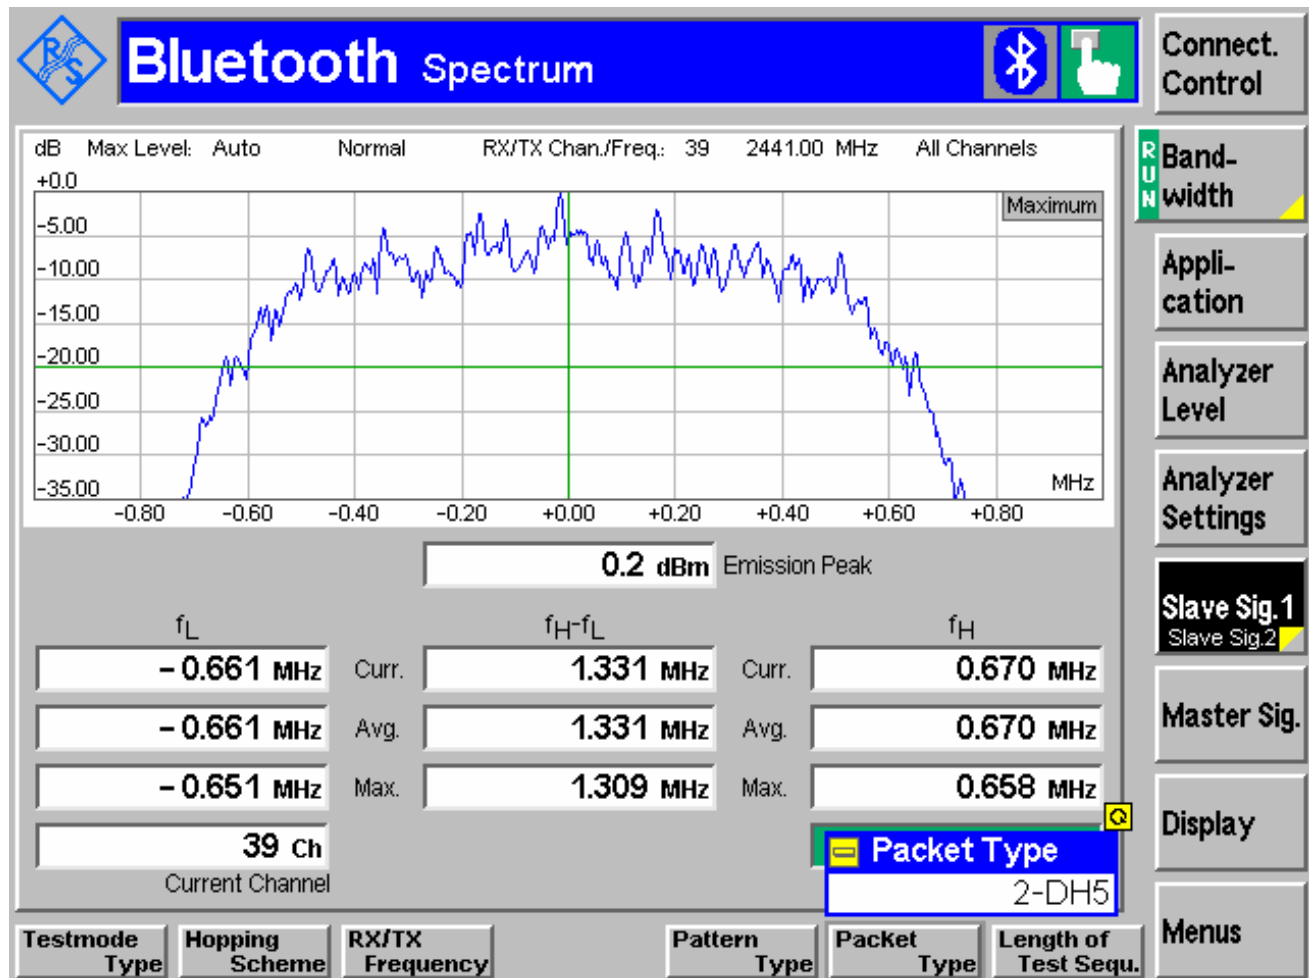 R
S
Bluetooth Spectrum
Connect.
Control
dB Max Level: Auto Normal RX/TX Chan./Freq.: 39 2441.00 MHz All Channels
+0.0
Maximum
-5.00
-10.00
-15.00
-20.00
-25.00
-30.00
-35.00
MHz
-0.80 -0.60 -0.40 -0.20 +0.00 +0.20 +0.40 +0.60 +0.80
RUN
Band-
width
Appli-
cation
Analyzer
Level
Analyzer
Settings
Slave Sig.1
Slave Sig.2
Master Sig.
Display
Menus
0.2 dBm Emission Peak
fL fH-fL fH
-0.661 MHz Curr. 1.331 MHz Curr. 0.670 MHz
-0.661 MHz Avg. 1.331 MHz Avg. 0.670 MHz
-0.651 MHz Max. 1.309 MHz Max. 0.658 MHz
39 Ch
Current Channel
Packet Type
2-DH5
Testmode
Type
Hopping
Scheme
RX/TX
Frequency
Pattern
Type
Packet
Type
Length of
Test Sequ.